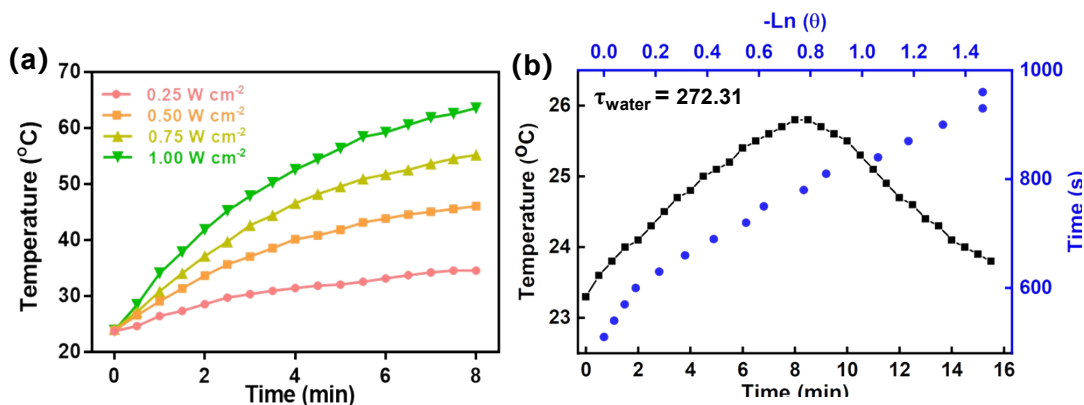 (a)
70
60
50
40
30
20
Temperature (°C)
0.25 W cm⁻²
0.50 W cm⁻²
0.75 W cm⁻²
1.00 W cm⁻²
0 2 4 6 8
Time (min)
(b)
-Ln (θ)
0.0 0.2 0.4 0.6 0.8 1.0 1.2 1.4
τwater = 272.31
26
25
24
23
Temperature (°C)
1000
800
600
Time (s)
0 2 4 6 8 10 12 14 16
Time (min)